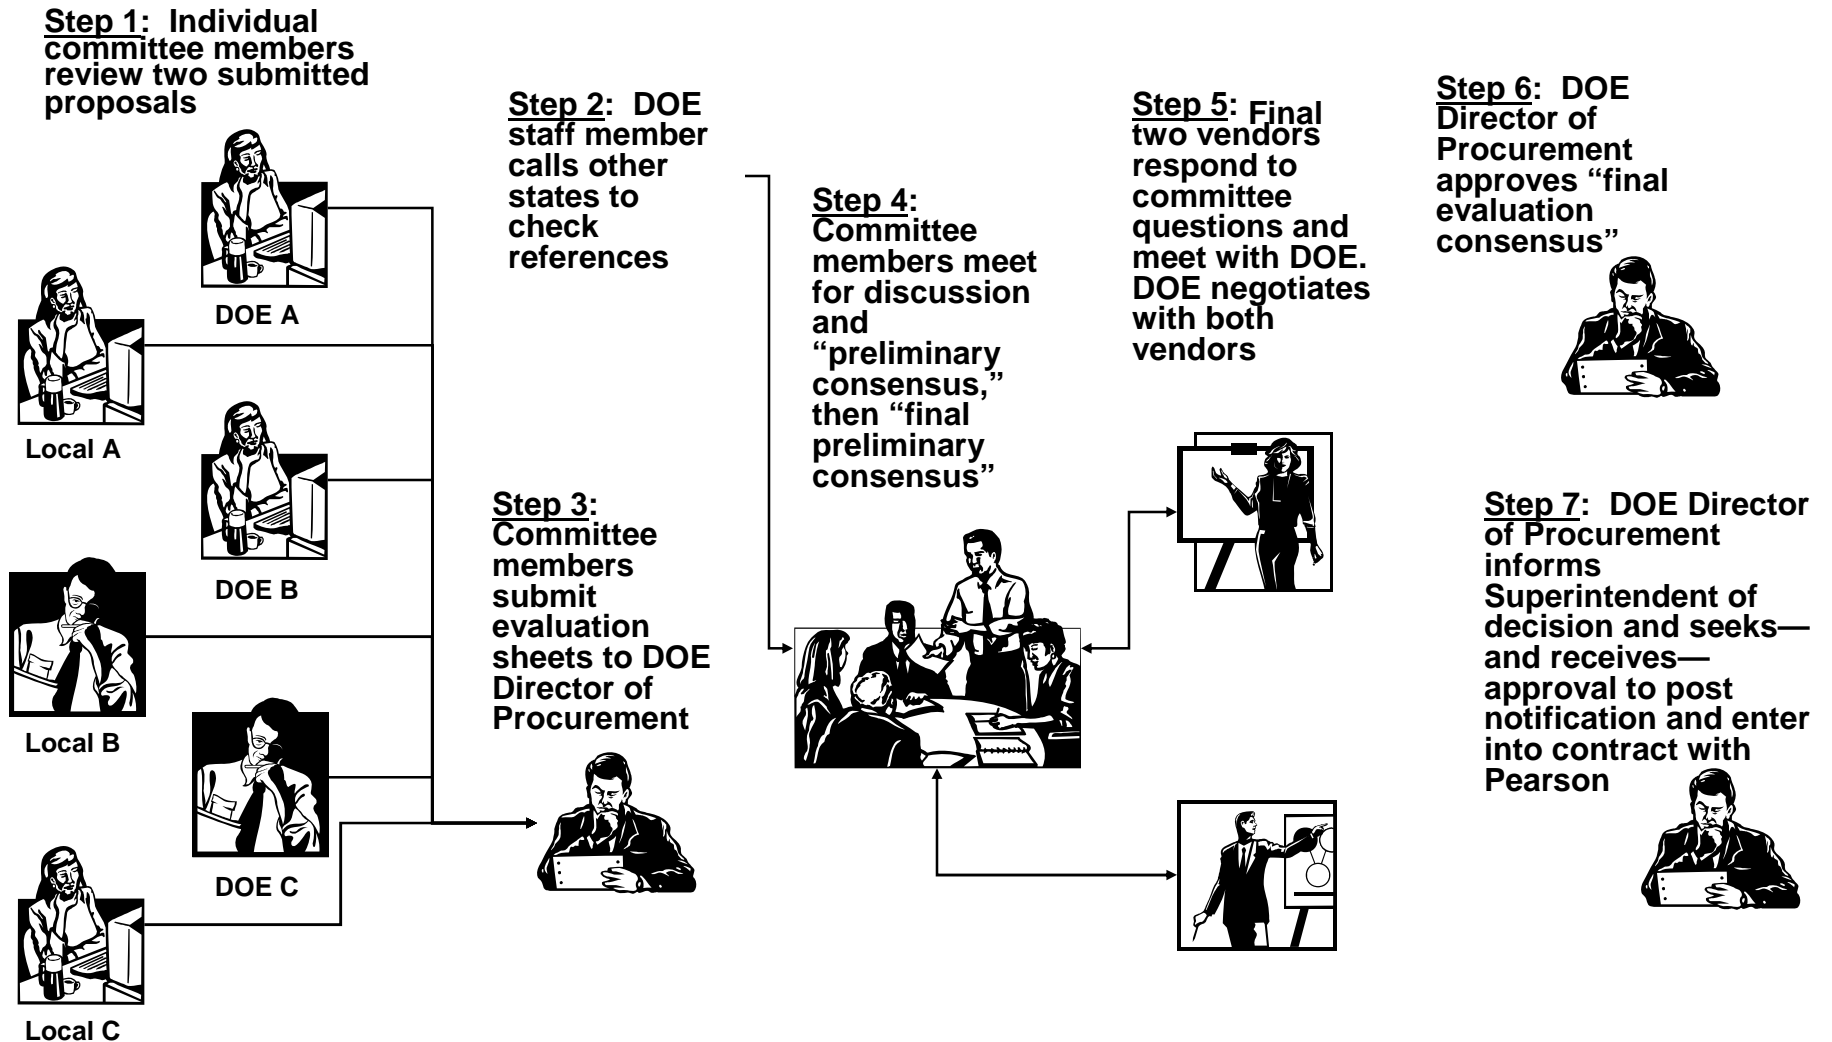 Step 1:  Individual
committee members
review two submitted
proposals
DOE A
Local A
DOE B
Local B
DOE C
Local C
Step 2:  DOE
staff member
calls other
states to
check
references
Step 3:
Committee
members
submit
evaluation
sheets to DOE
Director of
Procurement
Step 4:
Committee
members meet
for discussion
and
“preliminary
consensus,”
then “final
preliminary
consensus”
Step 5: Final
two vendors
respond to
committee
questions and
meet with DOE.
DOE negotiates
with both
vendors
Step 6:  DOE
Director of
Procurement
approves “final
evaluation
consensus”
Step 7:  DOE Director
of Procurement
informs
Superintendent of
decision and seeks—
and receives—
approval to post
notification and enter
into contract with
Pearson